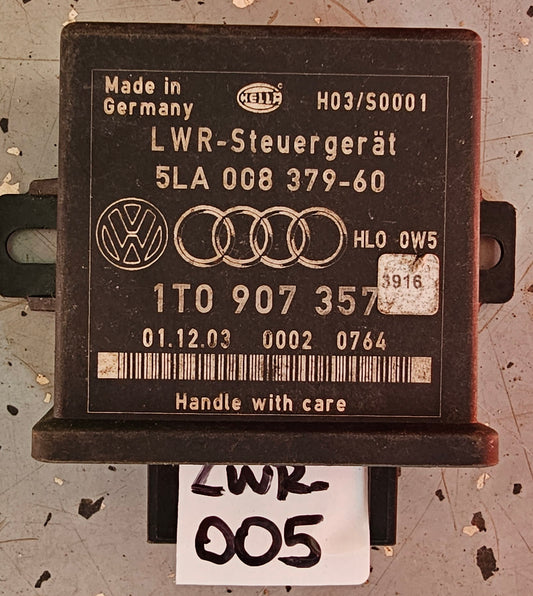 Made in
Germany
HELLA
H03/S0001
LWR-Steuergerät
5LA 008 379-60
HLO 0W5
3916
1T0 907 357
01.12.03 0002 0764
Handle with care
LWR
005